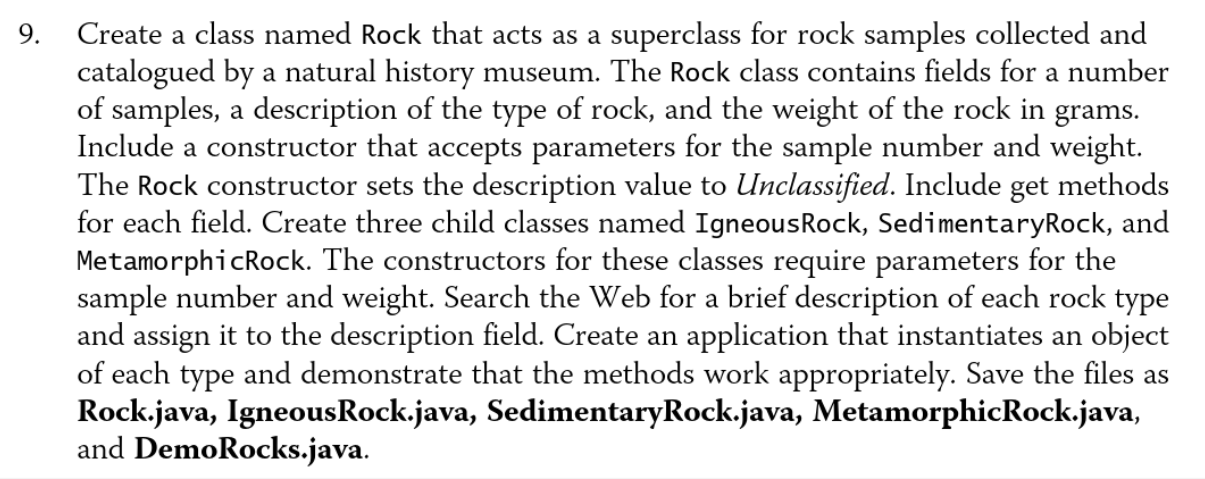 9. Create a class named Rock that acts as a superclass for rock samples collected and
catalogued by a natural history museum. The Rock class contains fields for a number
of samples, a description of the type of rock, and the weight of the rock in grams.
Include a constructor that accepts parameters for the sample number and weight.
The Rock constructor sets the description value to Unclassified. Include get methods
for each field. Create three child classes named IgneousRock, SedimentaryRock, and
MetamorphicRock. The constructors for these classes require parameters for the
sample number and weight. Search the Web for a brief description of each rock type
and assign it to the description field. Create an application that instantiates an object
of each type and demonstrate that the methods work appropriately. Save the files as
Rock.java, IgneousRock.java, SedimentaryRock.java, MetamorphicRock.java,
and DemoRocks.java.